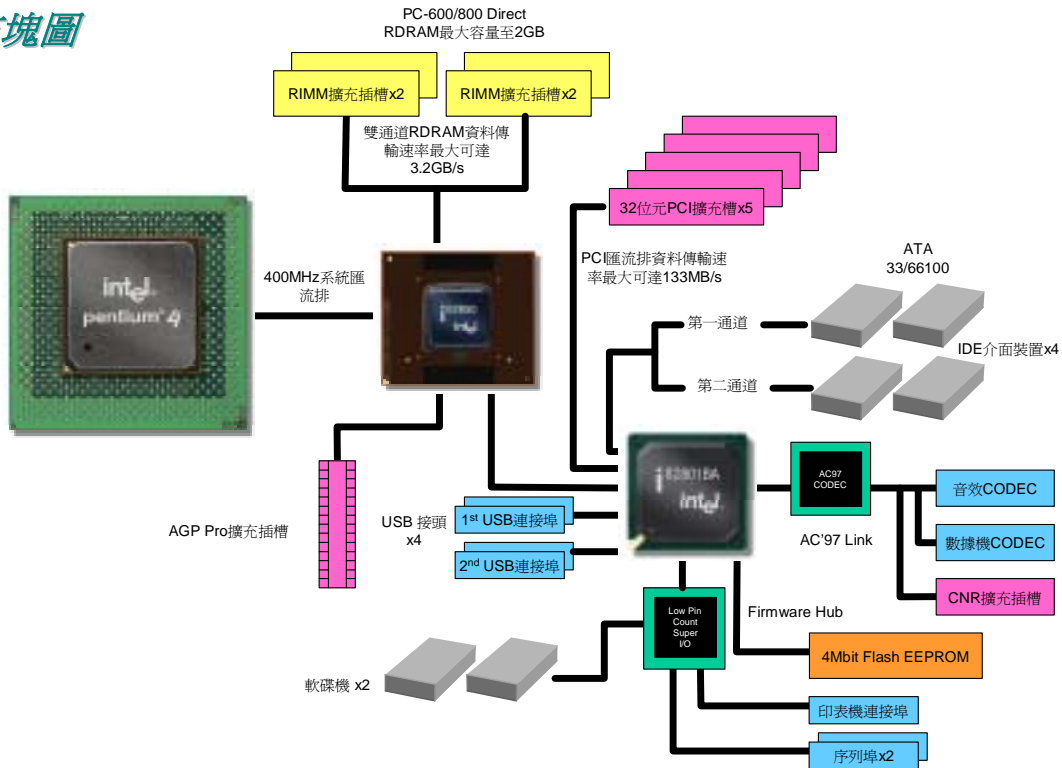 塊圖
PC-600/800 Direct
RDRAM最大容量至2GB
RIMM擴充插槽x2
RIMM擴充插槽x2
雙通道RDRAM資料傳
輸速率最大可達
3.2GB/s
32位元PCI擴充槽x5
PCI匯流排資料傳輸速
率最大可達133MB/s
ATA
33/66100
400MHz系統匯
流排
intel
pentium 4
intel
第一通道
IDE介面裝置x4
第二通道
82801BA
intel
AC97
CODEC
音效CODEC
AC'97 Link
數據機CODEC
CNR擴充插槽
AGP Pro擴充插槽
USB 接頭
x4
1st USB連接埠
2nd USB連接埠
Low Pin
Count
Super
I/O
Firmware Hub
4Mbit Flash EEPROM
軟碟機 x2
印表機連接埠
序列埠x2